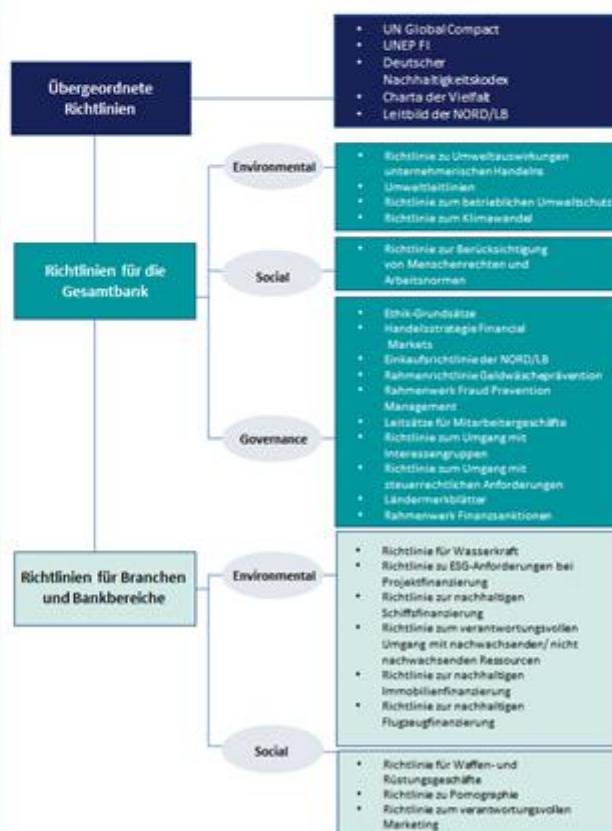 Übergeordnete
Richtlinien
• UN Global Compact
• UNEP FI
• Deutscher
Nachhaltigkeitskodex
• Charta der Vielfalt
• Leitbild der NORD/LB
Richtlinien für die
Gesamtbank
Environmental
• Richtlinie zu Umweltauswirkungen
unternehmerischen Handelns
• Umweltleitlinien
• Richtlinie zum betrieblichen Umweltschutz
• Richtlinie zum Klimawandel
Social
• Richtlinie zur Berücksichtigung
von Menschenrechten und
Arbeitsnormen
Governance
• Ethik-Grundsätze
• Handelsstrategie Financial
Markets
• Einkaufsrichtlinie der NORD/LB
• Rahmenrichtlinie Geldwäscheprävention
• Rahmenwerk Fraud Prevention
Management
• Leitsätze für Mitarbeitergeschäfte
• Richtlinie zum Umgang mit
Interessengruppen
• Richtlinie zum Umgang mit
steuerrechtlichen Anforderungen
• Ländermerkblätter
• Rahmenwerk Finanzsanktionen
Richtlinien für Branchen
und Bankbereiche
Environmental
• Richtlinie für Wasserkraft
• Richtlinie zu ESG-Anforderungen bei
Projektfinanzierung
• Richtlinie zur nachhaltigen
Schiffsfinanzierung
• Richtlinie zum verantwortungsvollen
Umgang mit nachwachsenden/ nicht
nachwachsenden Ressourcen
• Richtlinie zur nachhaltigen
Immobilienfinanzierung
• Richtlinie zur nachhaltigen
Flugzeugfinanzierung
Social
• Richtlinie für Waffen- und
Rüstungsgeschäfte
• Richtlinie zu Pornographie
• Richtlinie zum verantwortungsvollen
Marketing